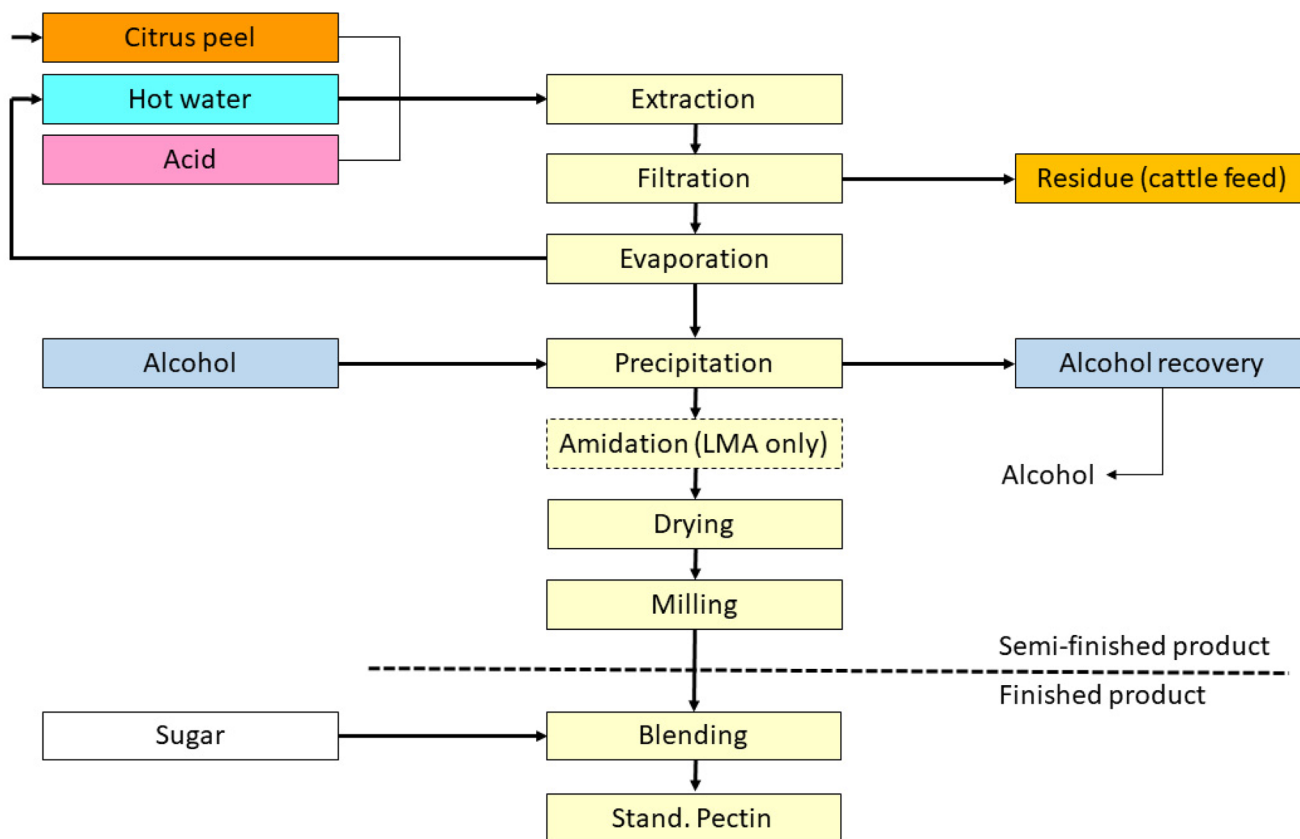 Citrus peel
Hot water
Extraction
Acid
Filtration
Residue (cattle feed)
Evaporation
Alcohol
Precipitation
Alcohol recovery
Amidation (LMA only)
Alcohol
Drying
Milling
Semi-finished product
Finished product
Sugar
Blending
Stand. Pectin